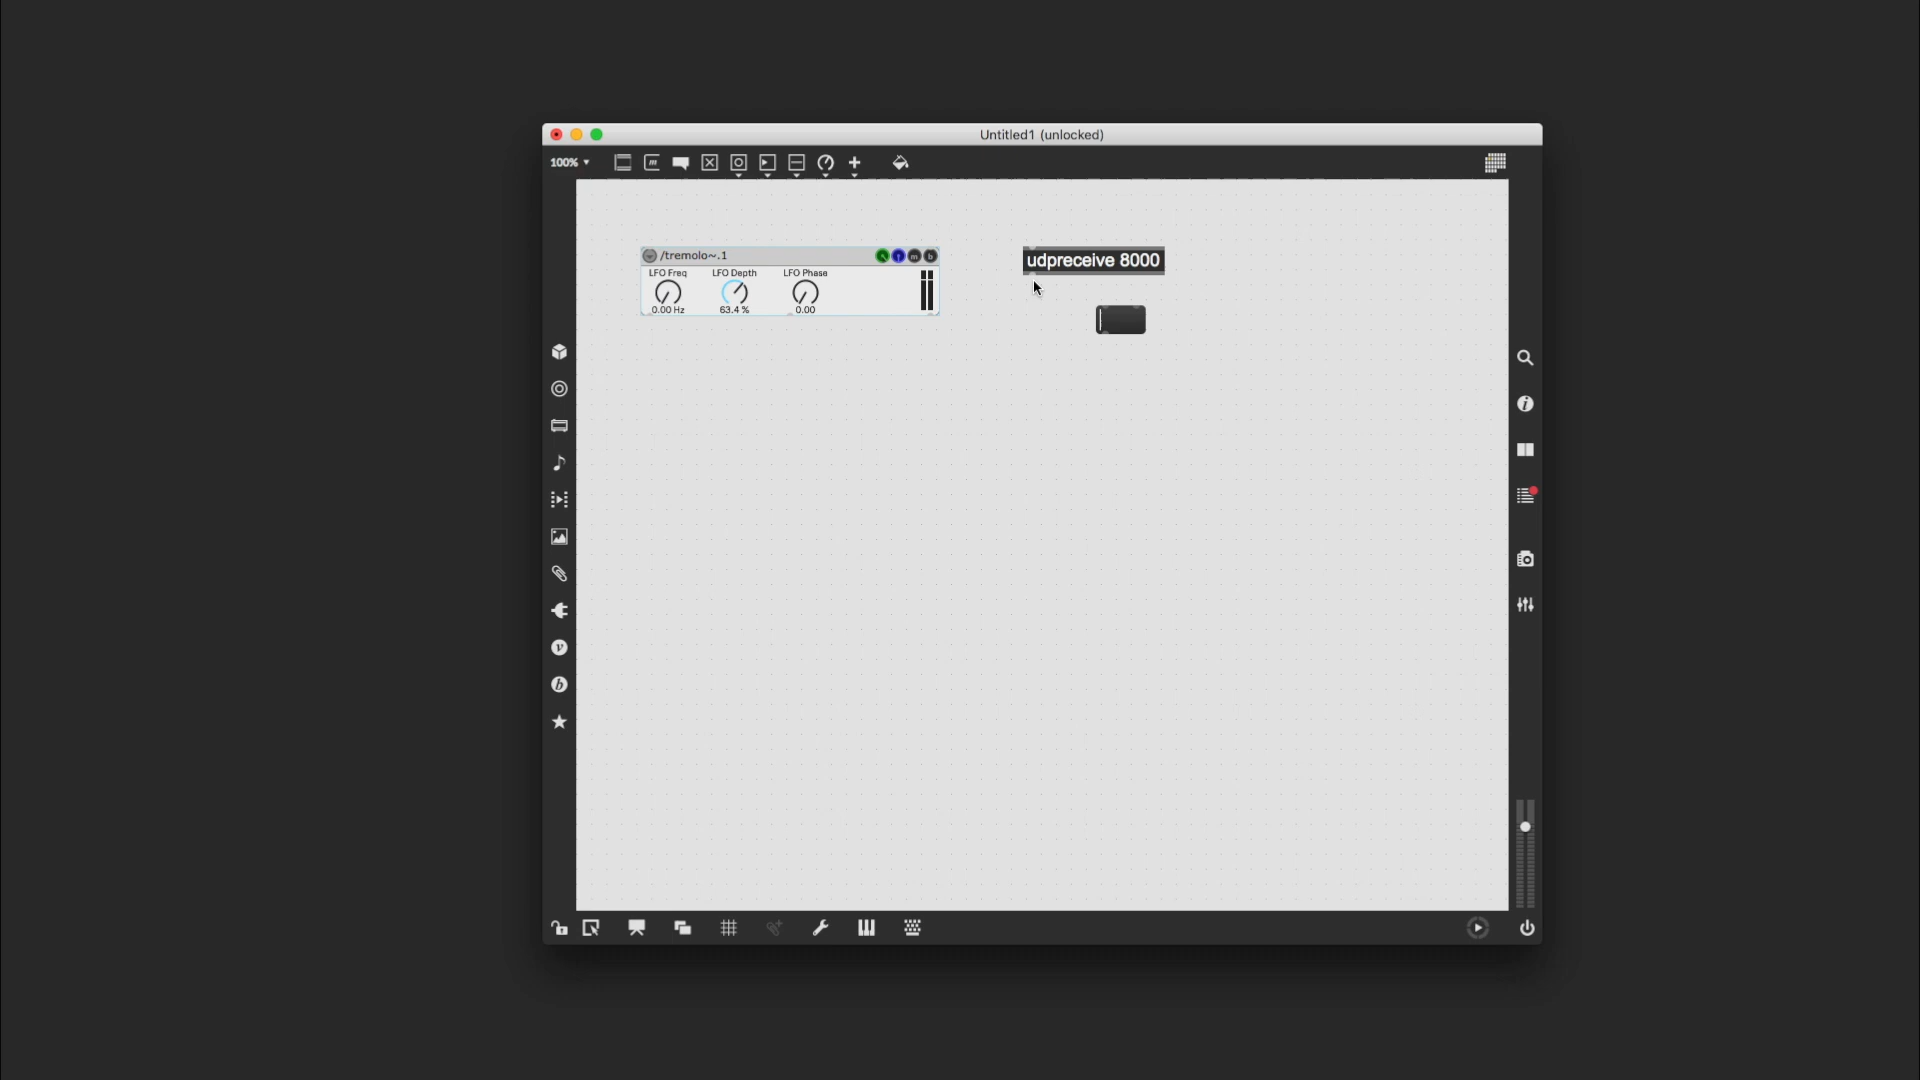 Untitled1 (unlocked)
100%
/tremolo~.1
m b
LFO Freq LFO Depth LFO Phase
0.00 Hz 63.4 % 0.00
udpreceive 8000